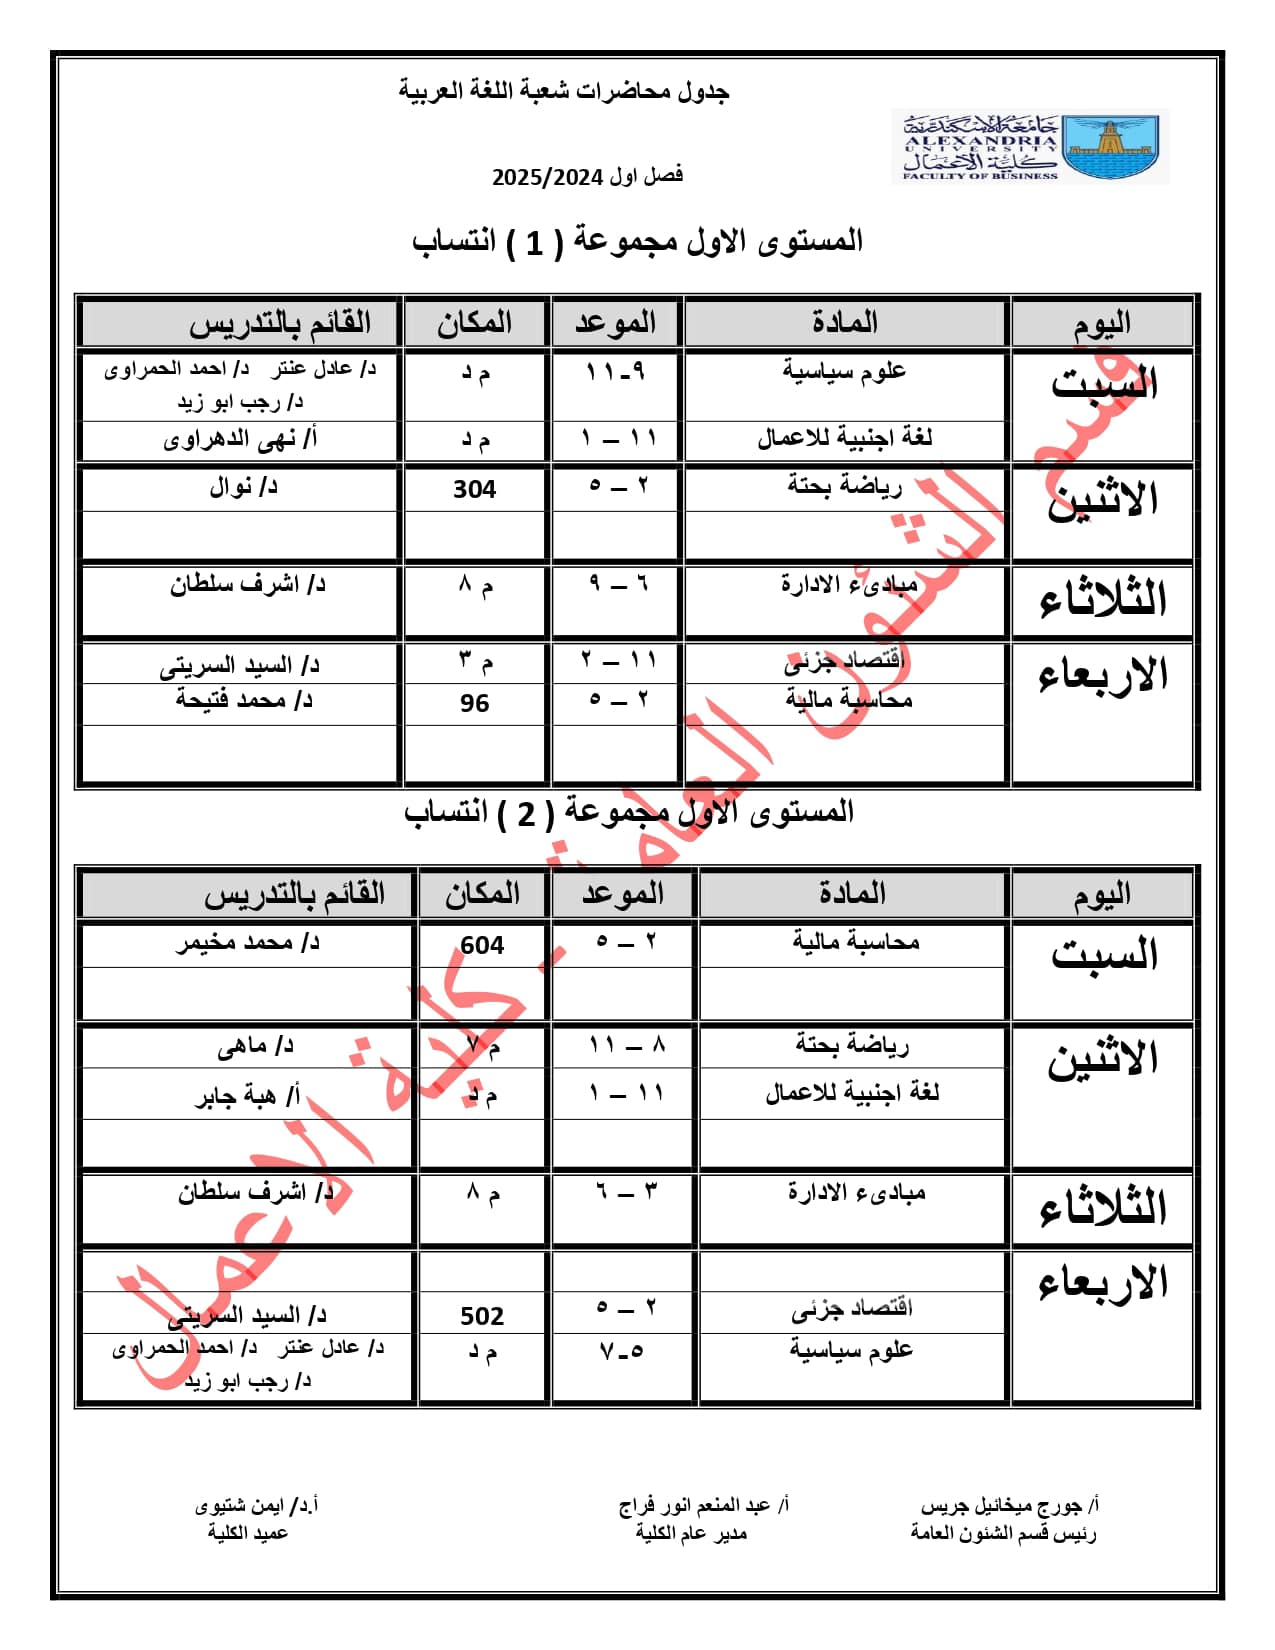 جدول محاضرات شعبة اللغة العربية
جامعة الاسكندرية
ALEXANDRIA
UNIVERSITY
كلية الاعمال
FACULTY OF BUSINESS
فصل اول 2025/2024
المستوى الاول مجموعة ( 1 ) انتساب
اليوم المادة الموعد المكان القائم بالتدريس
السبت علوم سياسية ٩-١١ م د د/ عادل عنتر د/ احمد الحمراوى
د/ رجب ابو زيد
لغة اجنبية للاعمال ١١ – ١ م د أ/ نهى الدهراوى
الاثنين رياضة بحتة ٢ – ٥ 304 د/ نوال
الثلاثاء مبادىء الادارة ٦ – ٩ م ٨ د/ اشرف سلطان
الاربعاء اقتصاد جزئى ١١ – ٢ م ٣ د/ السيد السريتى
محاسبة مالية ٢ – ٥ 96 د/ محمد فتيحة
المستوى الاول مجموعة ( 2 ) انتساب
اليوم المادة الموعد المكان القائم بالتدريس
السبت محاسبة مالية ٢ – ٥ 604 د/ محمد مخيمر
الاثنين رياضة بحتة ٨ – ١١ م ٧ د/ ماهى
لغة اجنبية للاعمال ١١ – ١ م د أ/ هبة جابر
الثلاثاء مبادىء الادارة ٣ – ٦ م ٨ د/ اشرف سلطان
الاربعاء
اقتصاد جزئى ٢ – ٥ 502 د/ السيد السريتى
علوم سياسية ٥-٧ م د د/ عادل عنتر د/ احمد الحمراوى
د/ رجب ابو زيد
قسم الشئون العامة - كلية الاعمال
أ/ جورج ميخائيل جريس أ/ عبد المنعم انور فراج أ.د/ ايمن شتيوى
رئيس قسم الشئون العامة مدير عام الكلية عميد الكلية